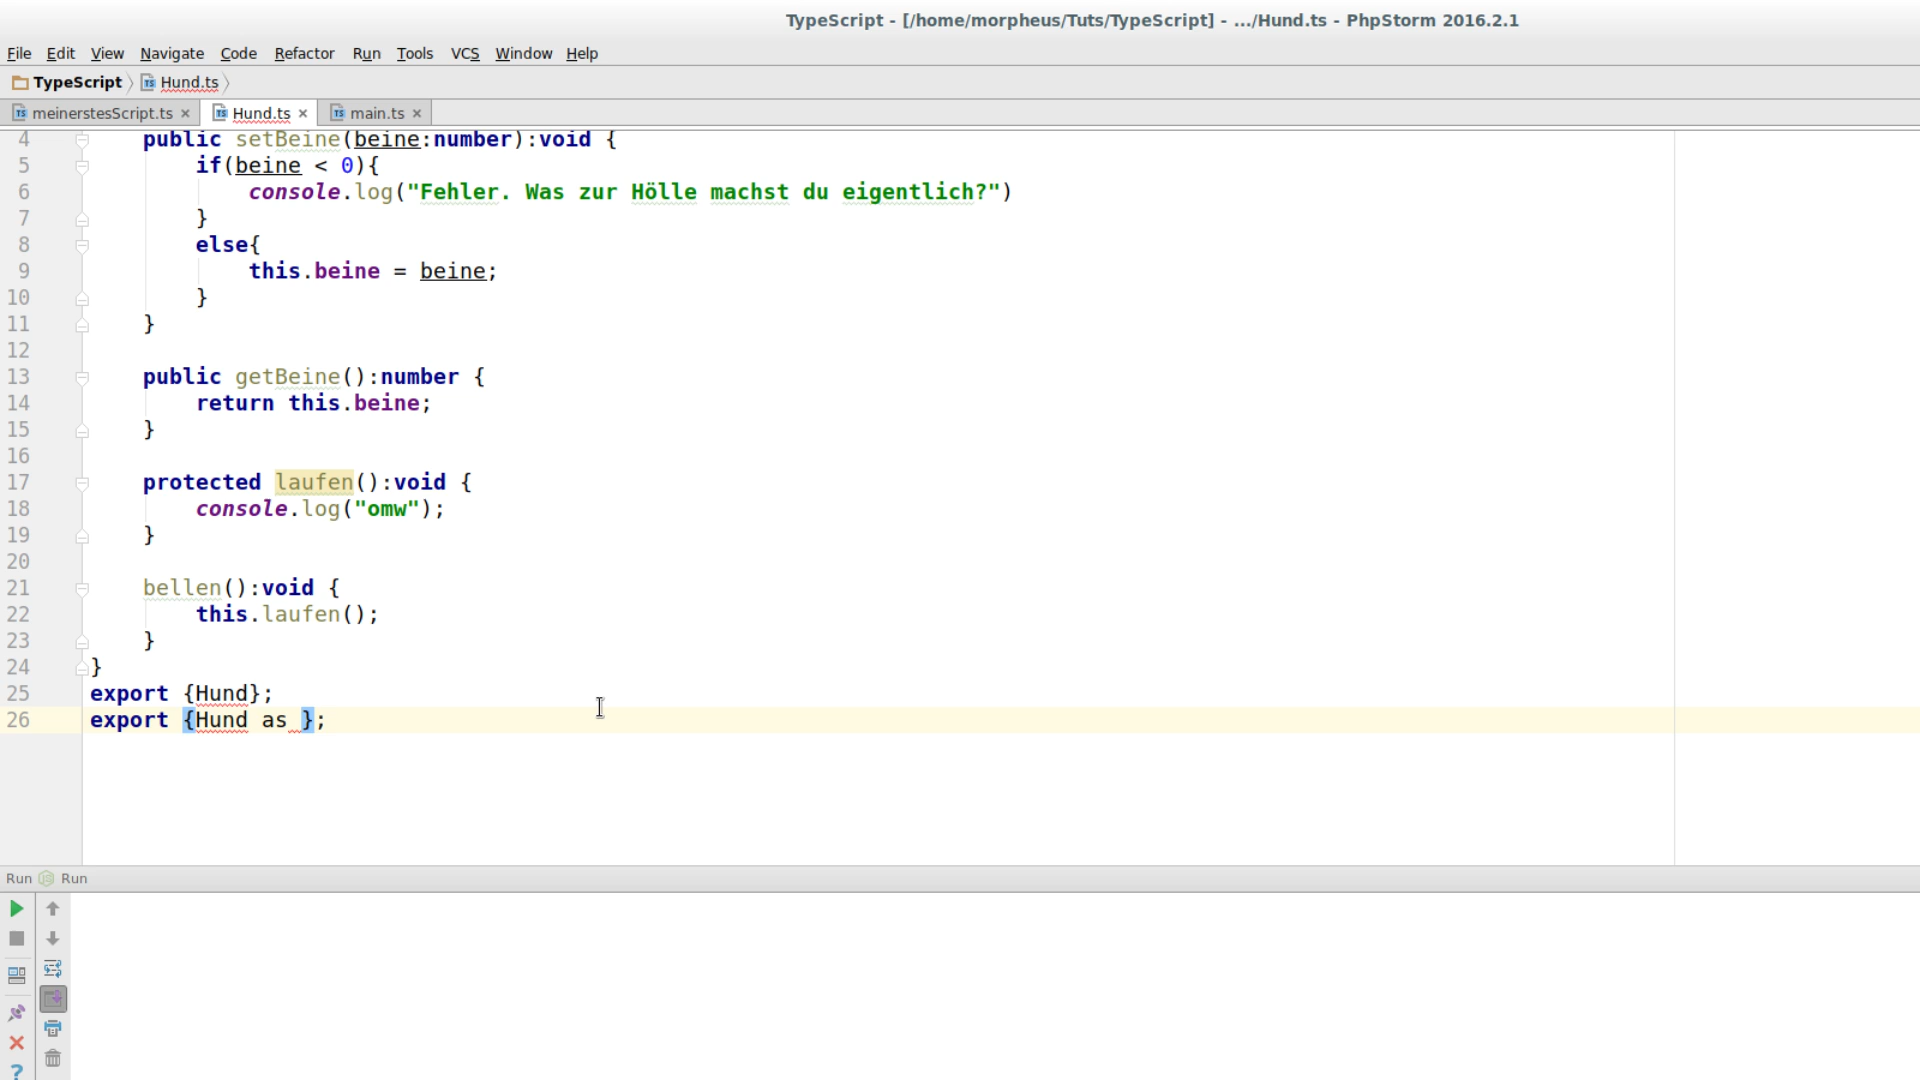 TypeScript - [/home/morpheus/Tuts/TypeScript] - .../Hund.ts - PhpStorm 2016.2.1
File Edit View Navigate Code Refactor Run Tools VCS Window Help
TypeScript Hund.ts
meinerstesScript.ts × Hund.ts × main.ts ×
4 public setBeine(beine:number):void {
5 if(beine < 0){
6 console.log("Fehler. Was zur Hölle machst du eigentlich?")
7 }
8 else{
9 this.beine = beine;
10 }
11 }
12
13 public getBeine():number {
14 return this.beine;
15 }
16
17 protected laufen():void {
18 console.log("omw");
19 }
20
21 bellen():void {
22 this.laufen();
23 }
24 }
25 export {Hund};
26 export {Hund as };
Run Run